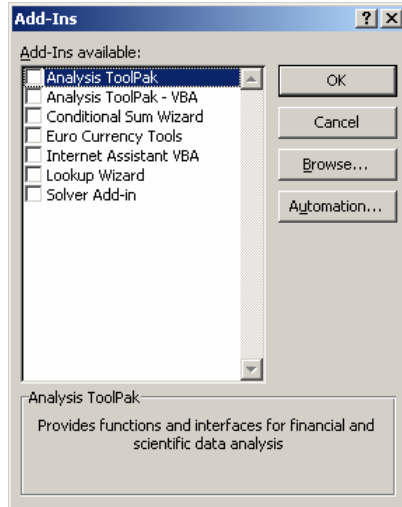 Add-Ins
Add-Ins available:
Analysis ToolPak
Analysis ToolPak - VBA
Conditional Sum Wizard
Euro Currency Tools
Internet Assistant VBA
Lookup Wizard
Solver Add-in
OK
Cancel
Browse...
Automation...
Analysis ToolPak
Provides functions and interfaces for financial and
scientific data analysis